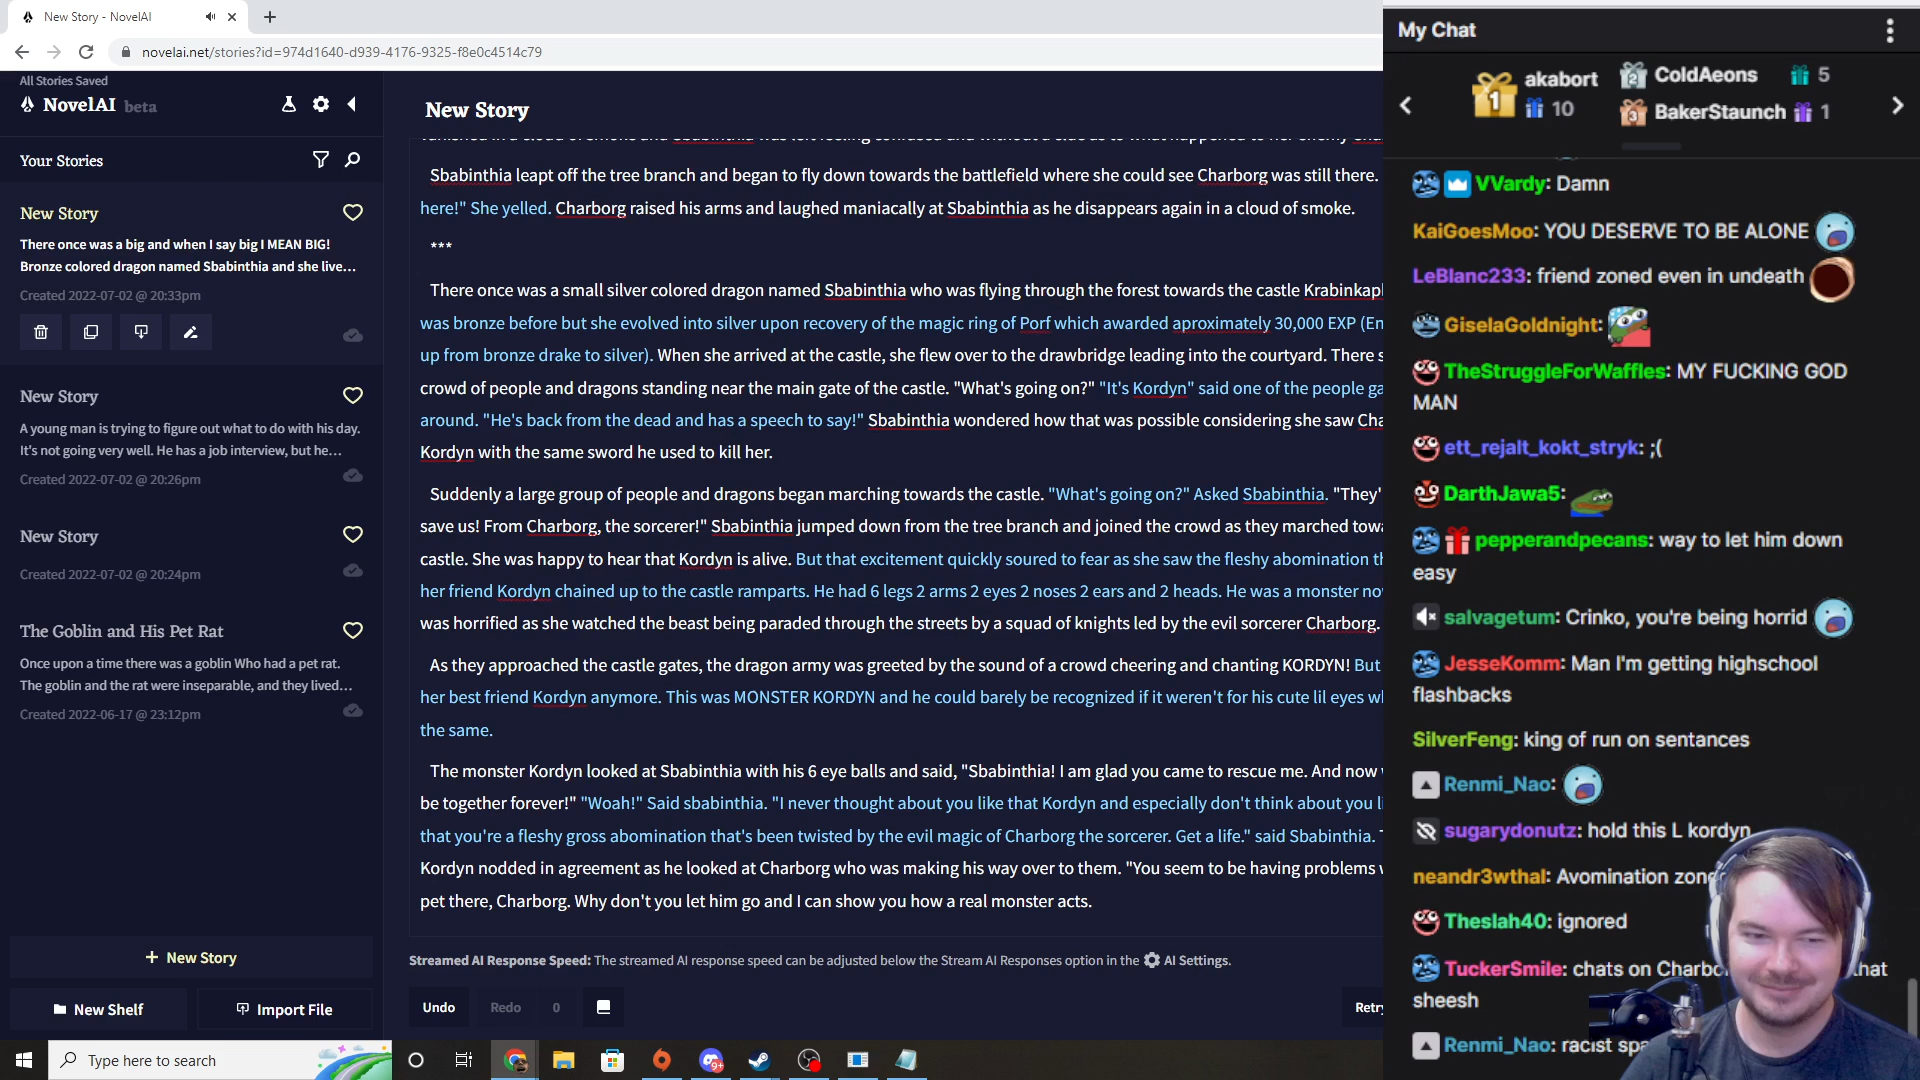 New Story - NovelAI
novelai.net/stories?id=974d1640-d939-4176-9325-f8e0c4514c79
All Stories Saved
NovelAI beta
Your Stories
New Story
There once was a big and when I say big I MEAN BIG!
Bronze colored dragon named Sbabinthia and she live...
Created 2022-07-02 @ 20:33pm
New Story
A young man is trying to figure out what to do with his day.
It's not going very well. He has a job interview, but he...
Created 2022-07-02 @ 20:26pm
New Story
Created 2022-07-02 @ 20:24pm
The Goblin and His Pet Rat
Once upon a time there was a goblin Who had a pet rat.
The goblin and the rat were inseparable, and they lived...
Created 2022-06-17 @ 23:12pm
+ New Story
New Shelf
Import File
New Story
Sbabinthia leapt off the tree branch and began to fly down towards the battlefield where she could see Charborg was still there.
here!" She yelled. Charborg raised his arms and laughed maniacally at Sbabinthia as he disappears again in a cloud of smoke.
***
There once was a small silver colored dragon named Sbabinthia who was flying through the forest towards the castle Krabinkap
was bronze before but she evolved into silver upon recovery of the magic ring of Porf which awarded aproximately 30,000 EXP (En
up from bronze drake to silver). When she arrived at the castle, she flew over to the drawbridge leading into the courtyard. There s
crowd of people and dragons standing near the main gate of the castle. "What's going on?" "It's Kordyn" said one of the people ga
around. "He's back from the dead and has a speech to say!" Sbabinthia wondered how that was possible considering she saw Cha
Kordyn with the same sword he used to kill her.
Suddenly a large group of people and dragons began marching towards the castle. "What's going on?" Asked Sbabinthia. "They'
save us! From Charborg, the sorcerer!" Sbabinthia jumped down from the tree branch and joined the crowd as they marched towa
castle. She was happy to hear that Kordyn is alive. But that excitement quickly soured to fear as she saw the fleshy abomination th
her friend Kordyn chained up to the castle ramparts. He had 6 legs 2 arms 2 eyes 2 noses 2 ears and 2 heads. He was a monster no
was horrified as she watched the beast being paraded through the streets by a squad of knights led by the evil sorcerer Charborg.
As they approached the castle gates, the dragon army was greeted by the sound of a crowd cheering and chanting KORDYN! But
her best friend Kordyn anymore. This was MONSTER KORDYN and he could barely be recognized if it weren't for his cute lil eyes w
the same.
The monster Kordyn looked at Sbabinthia with his 6 eye balls and said, "Sbabinthia! I am glad you came to rescue me. And now
be together forever!" "Woah!" Said sbabinthia. "I never thought about you like that Kordyn and especially don't think about you li
that you're a fleshy gross abomination that's been twisted by the evil magic of Charborg the sorcerer. Get a life." said Sbabinthia.
Kordyn nodded in agreement as he looked at Charborg who was making his way over to them. "You seem to be having problems
pet there, Charborg. Why don't you let him go and I can show you how a real monster acts.
Streamed AI Response Speed: The streamed AI response speed can be adjusted below the Stream AI Responses option in the AI Settings.
Undo
Redo
0
Retry
Type here to search
9+
My Chat
1 akabort 10
2 ColdAeons 5
3 BakerStaunch 1
VVardy: Damn
KaiGoesMoo: YOU DESERVE TO BE ALONE
LeBlanc233: friend zoned even in undeath
GiselaGoldnight:
TheStruggleForWaffles: MY FUCKING GOD
MAN
ett_rejalt_kokt_stryk: ;(
DarthJawa5:
pepperandpecans: way to let him down
easy
salvagetum: Crinko, you're being horrid
JesseKomm: Man I'm getting highschool
flashbacks
SilverFeng: king of run on sentances
Renmi_Nao:
sugarydonutz: hold this L kordyn
neandr3wthal: Avomination zone
Theslah40: ignored
TuckerSmile: chats on Charbo that
sheesh
Renmi_Nao: racist spa